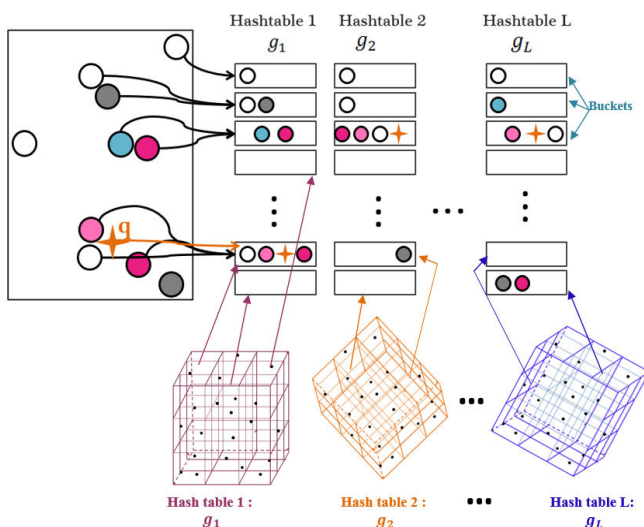 Hashtable 1 Hashtable 2 Hashtable L
g1 g2 gL
Buckets
q
Hash table 1 : Hash table 2 : Hash table L:
g1 g2 gL